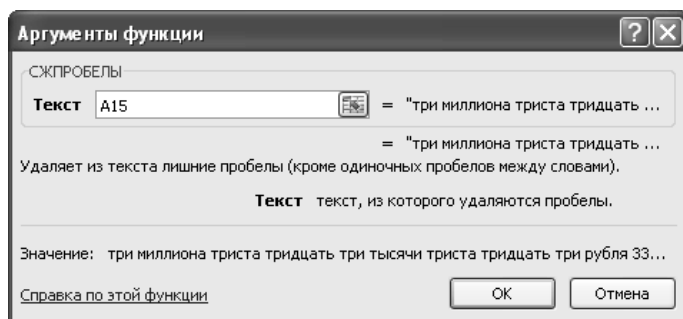 Аргументы функции
СЖПРОБЕЛЫ
Текст A15 = "три миллиона триста тридцать ...
= "три миллиона триста тридцать ...
Удаляет из текста лишние пробелы (кроме одиночных пробелов между словами).
Текст текст, из которого удаляются пробелы.
Значение: три миллиона триста тридцать три тысячи триста тридцать три рубля 33...
Справка по этой функции OK Отмена